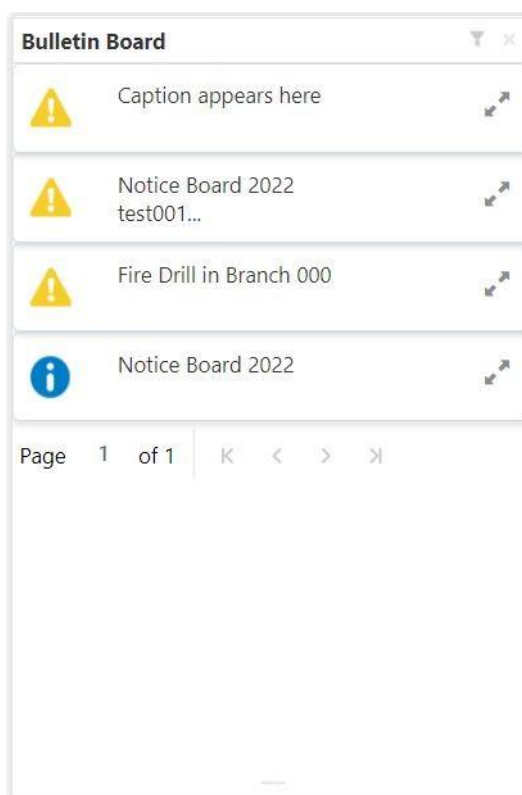 Bulletin Board
Caption appears here
Notice Board 2022
test001...
Fire Drill in Branch 000
Notice Board 2022
Page 1 of 1